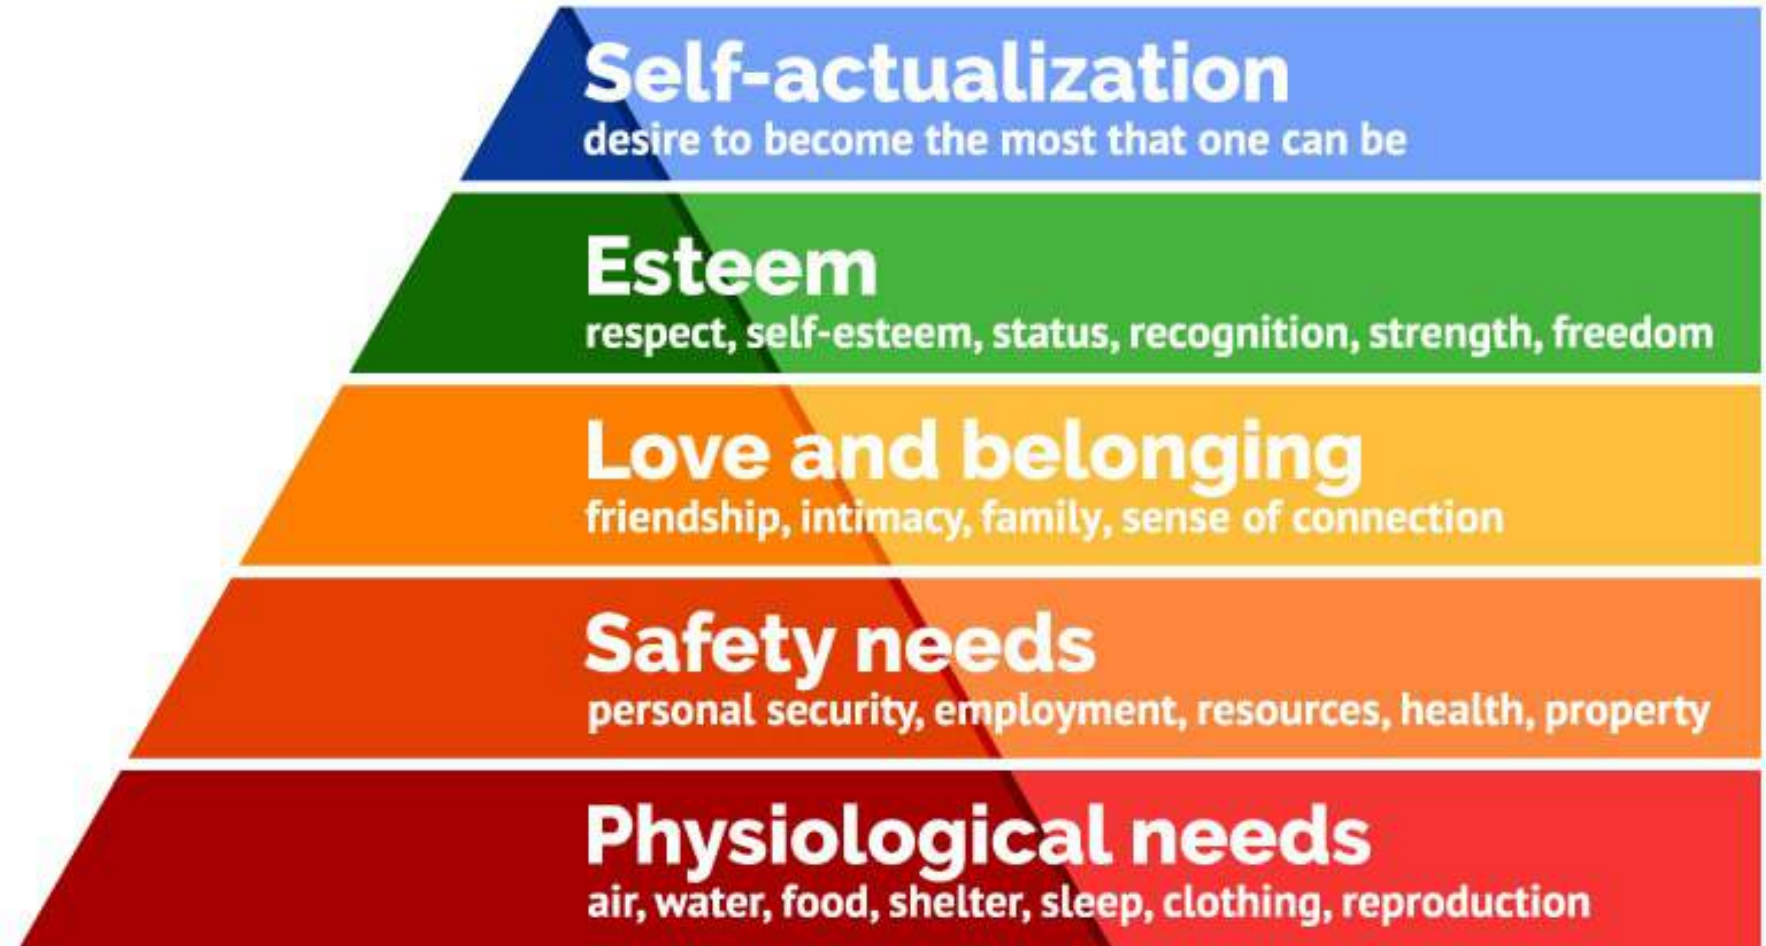 Self-actualization
desire to become the most that one can be
Esteem
respect, self-esteem, status, recognition, strength, freedom
Love and belonging
friendship, intimacy, family, sense of connection
Safety needs
personal security, employment, resources, health, property
Physiological needs
air, water, food, shelter, sleep, clothing, reproduction